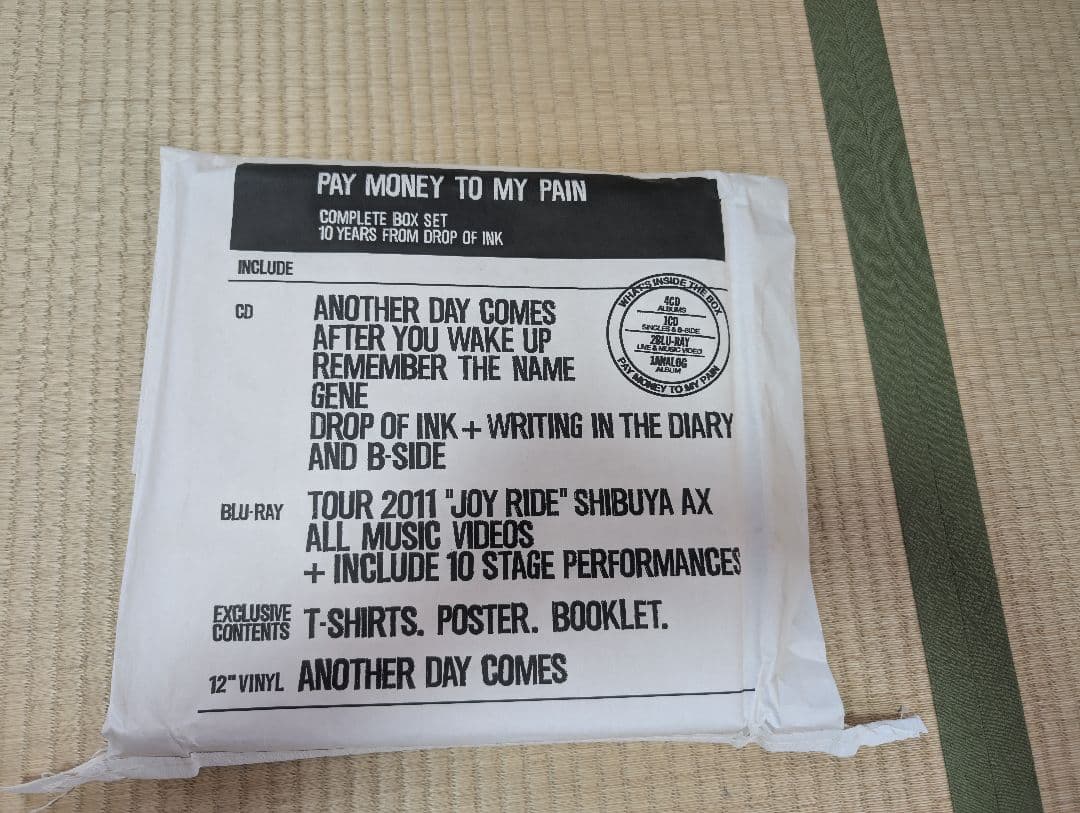 PAY MONEY TO MY PAIN
COMPLETE BOX SET
10 YEARS FROM DROP OF INK
INCLUDE
WHAT'S INSIDE THE BOX
4CD
ALBUMS
1CD
SINGLES & B-SIDE
2BLU-RAY
LIVE & MUSIC VIDEO
1ANALOG
ALBUM
PAY MONEY TO MY PAIN
CD
ANOTHER DAY COMES
AFTER YOU WAKE UP
REMEMBER THE NAME
GENE
DROP OF INK + WRITING IN THE DIARY
AND B-SIDE
BLU-RAY
TOUR 2011 "JOY RIDE" SHIBUYA AX
ALL MUSIC VIDEOS
+ INCLUDE 10 STAGE PERFORMANCES
EXCLUSIVE
CONTENTS
T-SHIRTS. POSTER. BOOKLET.
12" VINYL
ANOTHER DAY COMES